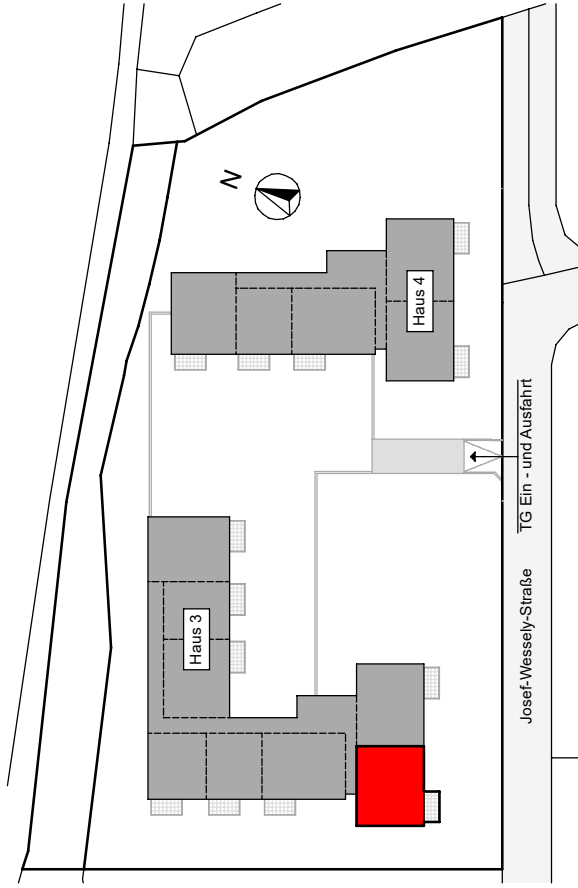 N
Haus 4
TG Ein - und Ausfahrt
Haus 3
Josef-Wessely-Straße